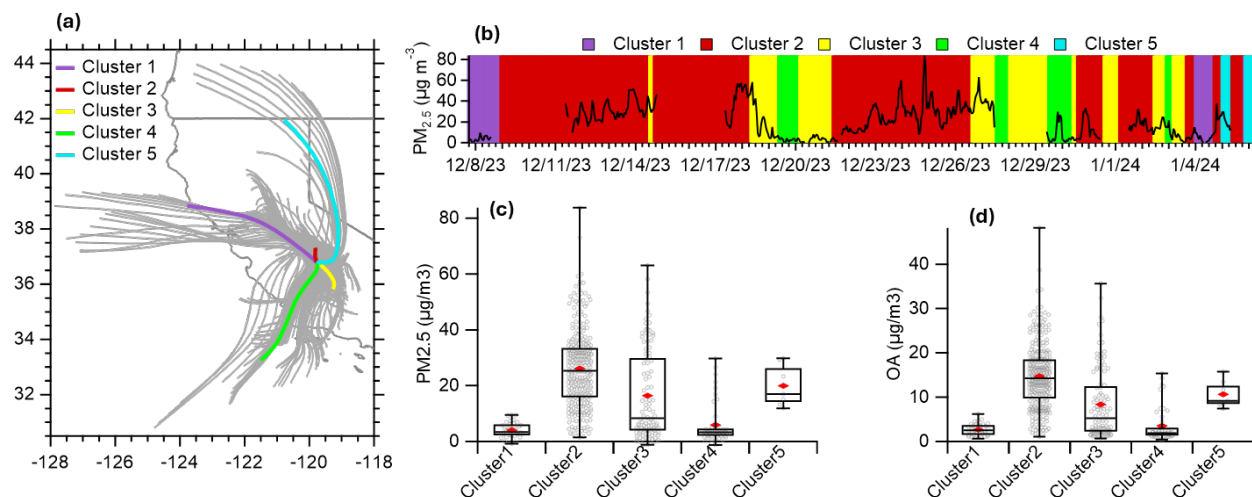 (a)
44
42
40
38
36
34
32
-128
-126
-124
-122
-120
-118
Cluster 1
Cluster 2
Cluster 3
Cluster 4
Cluster 5
(b)
Cluster 1
Cluster 2
Cluster 3
Cluster 4
Cluster 5
PM2.5 (µg m-3)
80
60
40
20
0
12/8/23
12/11/23
12/14/23
12/17/23
12/20/23
12/23/23
12/26/23
12/29/23
1/1/24
1/4/24
(c)
PM2.5 (µg/m3)
80
60
40
20
0
Cluster1
Cluster2
Cluster3
Cluster4
Cluster5
(d)
OA (µg/m3)
40
30
20
10
0
Cluster1
Cluster2
Cluster3
Cluster4
Cluster5